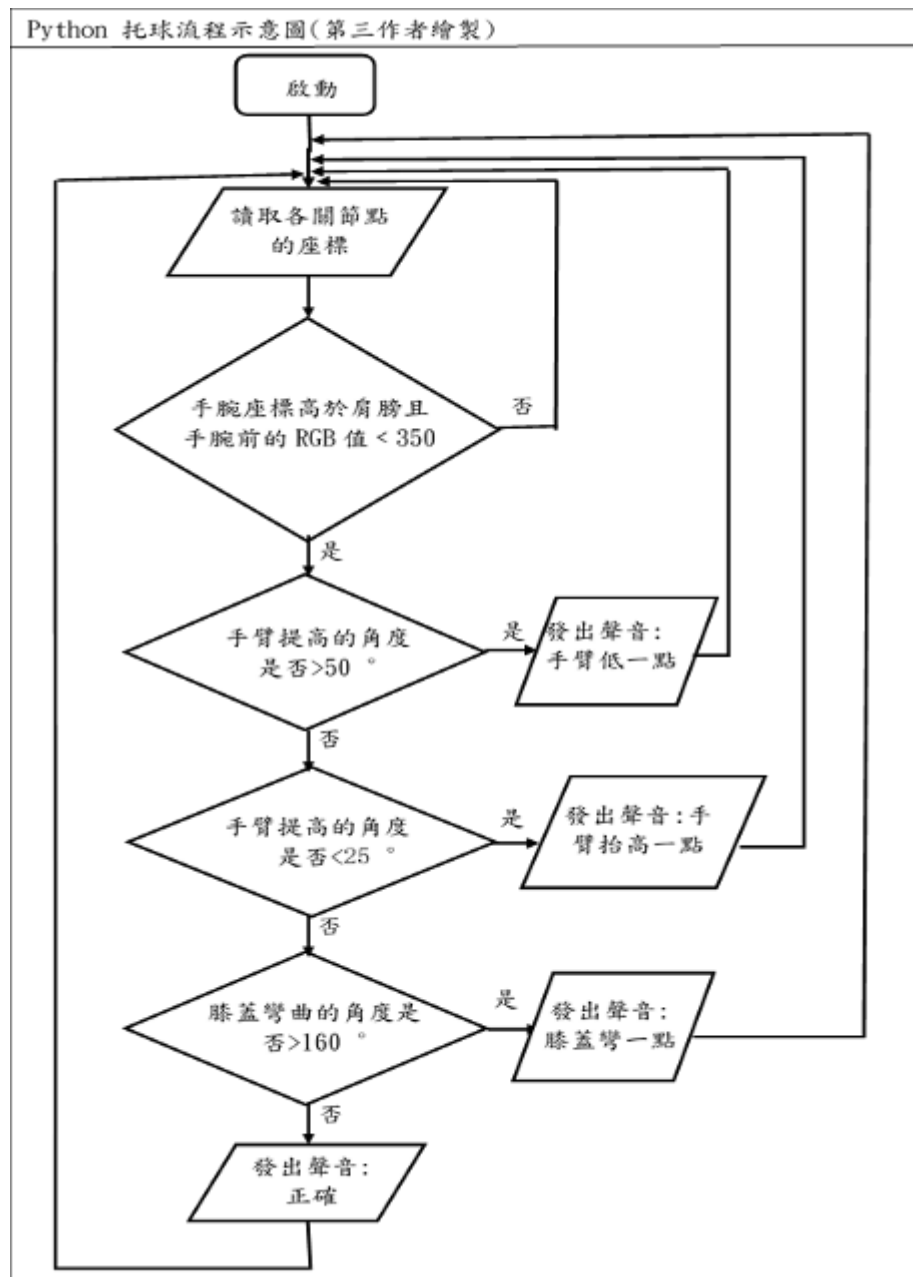 Python 托球流程示意圖(第三作者繪製)
啟動
讀取各關節點
的座標
手腕座標高於肩膀且
手腕前的 RGB 值 < 350
否
是
手臂提高的角度
是否>50 °
是
發出聲音:
手臂低一點
否
手臂提高的角度
是否<25 °
是
發出聲音:手
臂抬高一點
否
膝蓋彎曲的角度是
否>160 °
是
發出聲音:
膝蓋彎一點
否
發出聲音:
正確